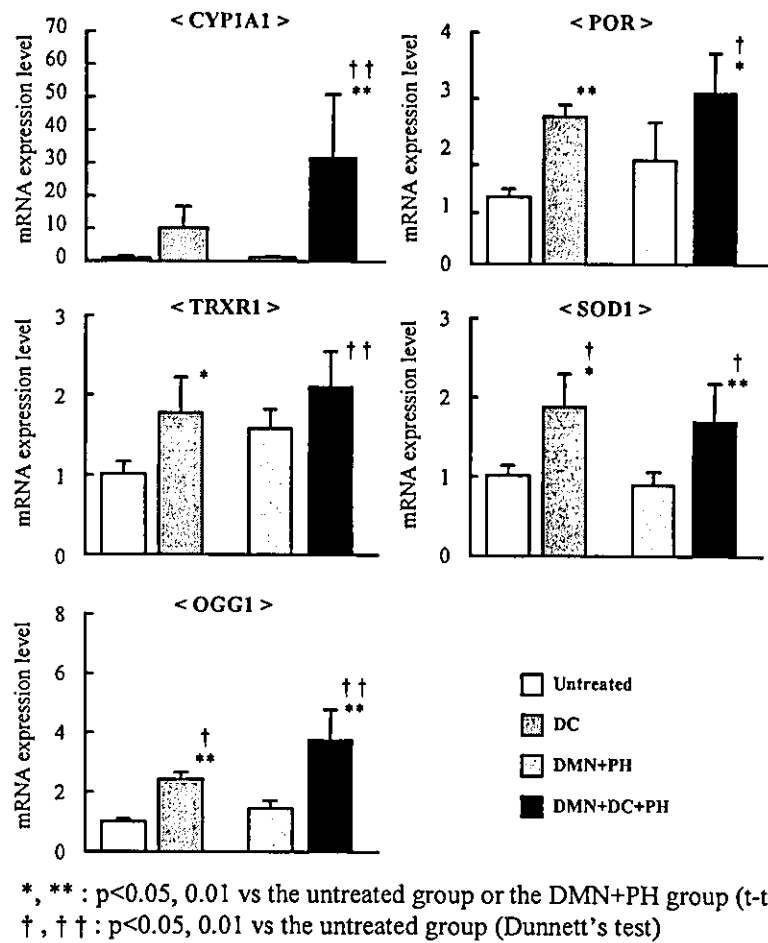 < CYP1A1 >
mRNA expression level
70
60
50
40
30
20
10
0
† †
**
< POR >
mRNA expression level
4
3
2
1
0
**
†
*
< TRXR1 >
mRNA expression level
3
2
1
0
*
† †
< SOD1 >
mRNA expression level
3
2
1
0
†
*
†
**
< OGG1 >
mRNA expression level
8
6
4
2
0
†
**
† †
**
Untreated
DC
DMN+PH
DMN+DC+PH
*, ** : p<0.05, 0.01 vs the untreated group or the DMN+PH group (t-t
† , † † : p<0.05, 0.01 vs the untreated group (Dunnett's test)